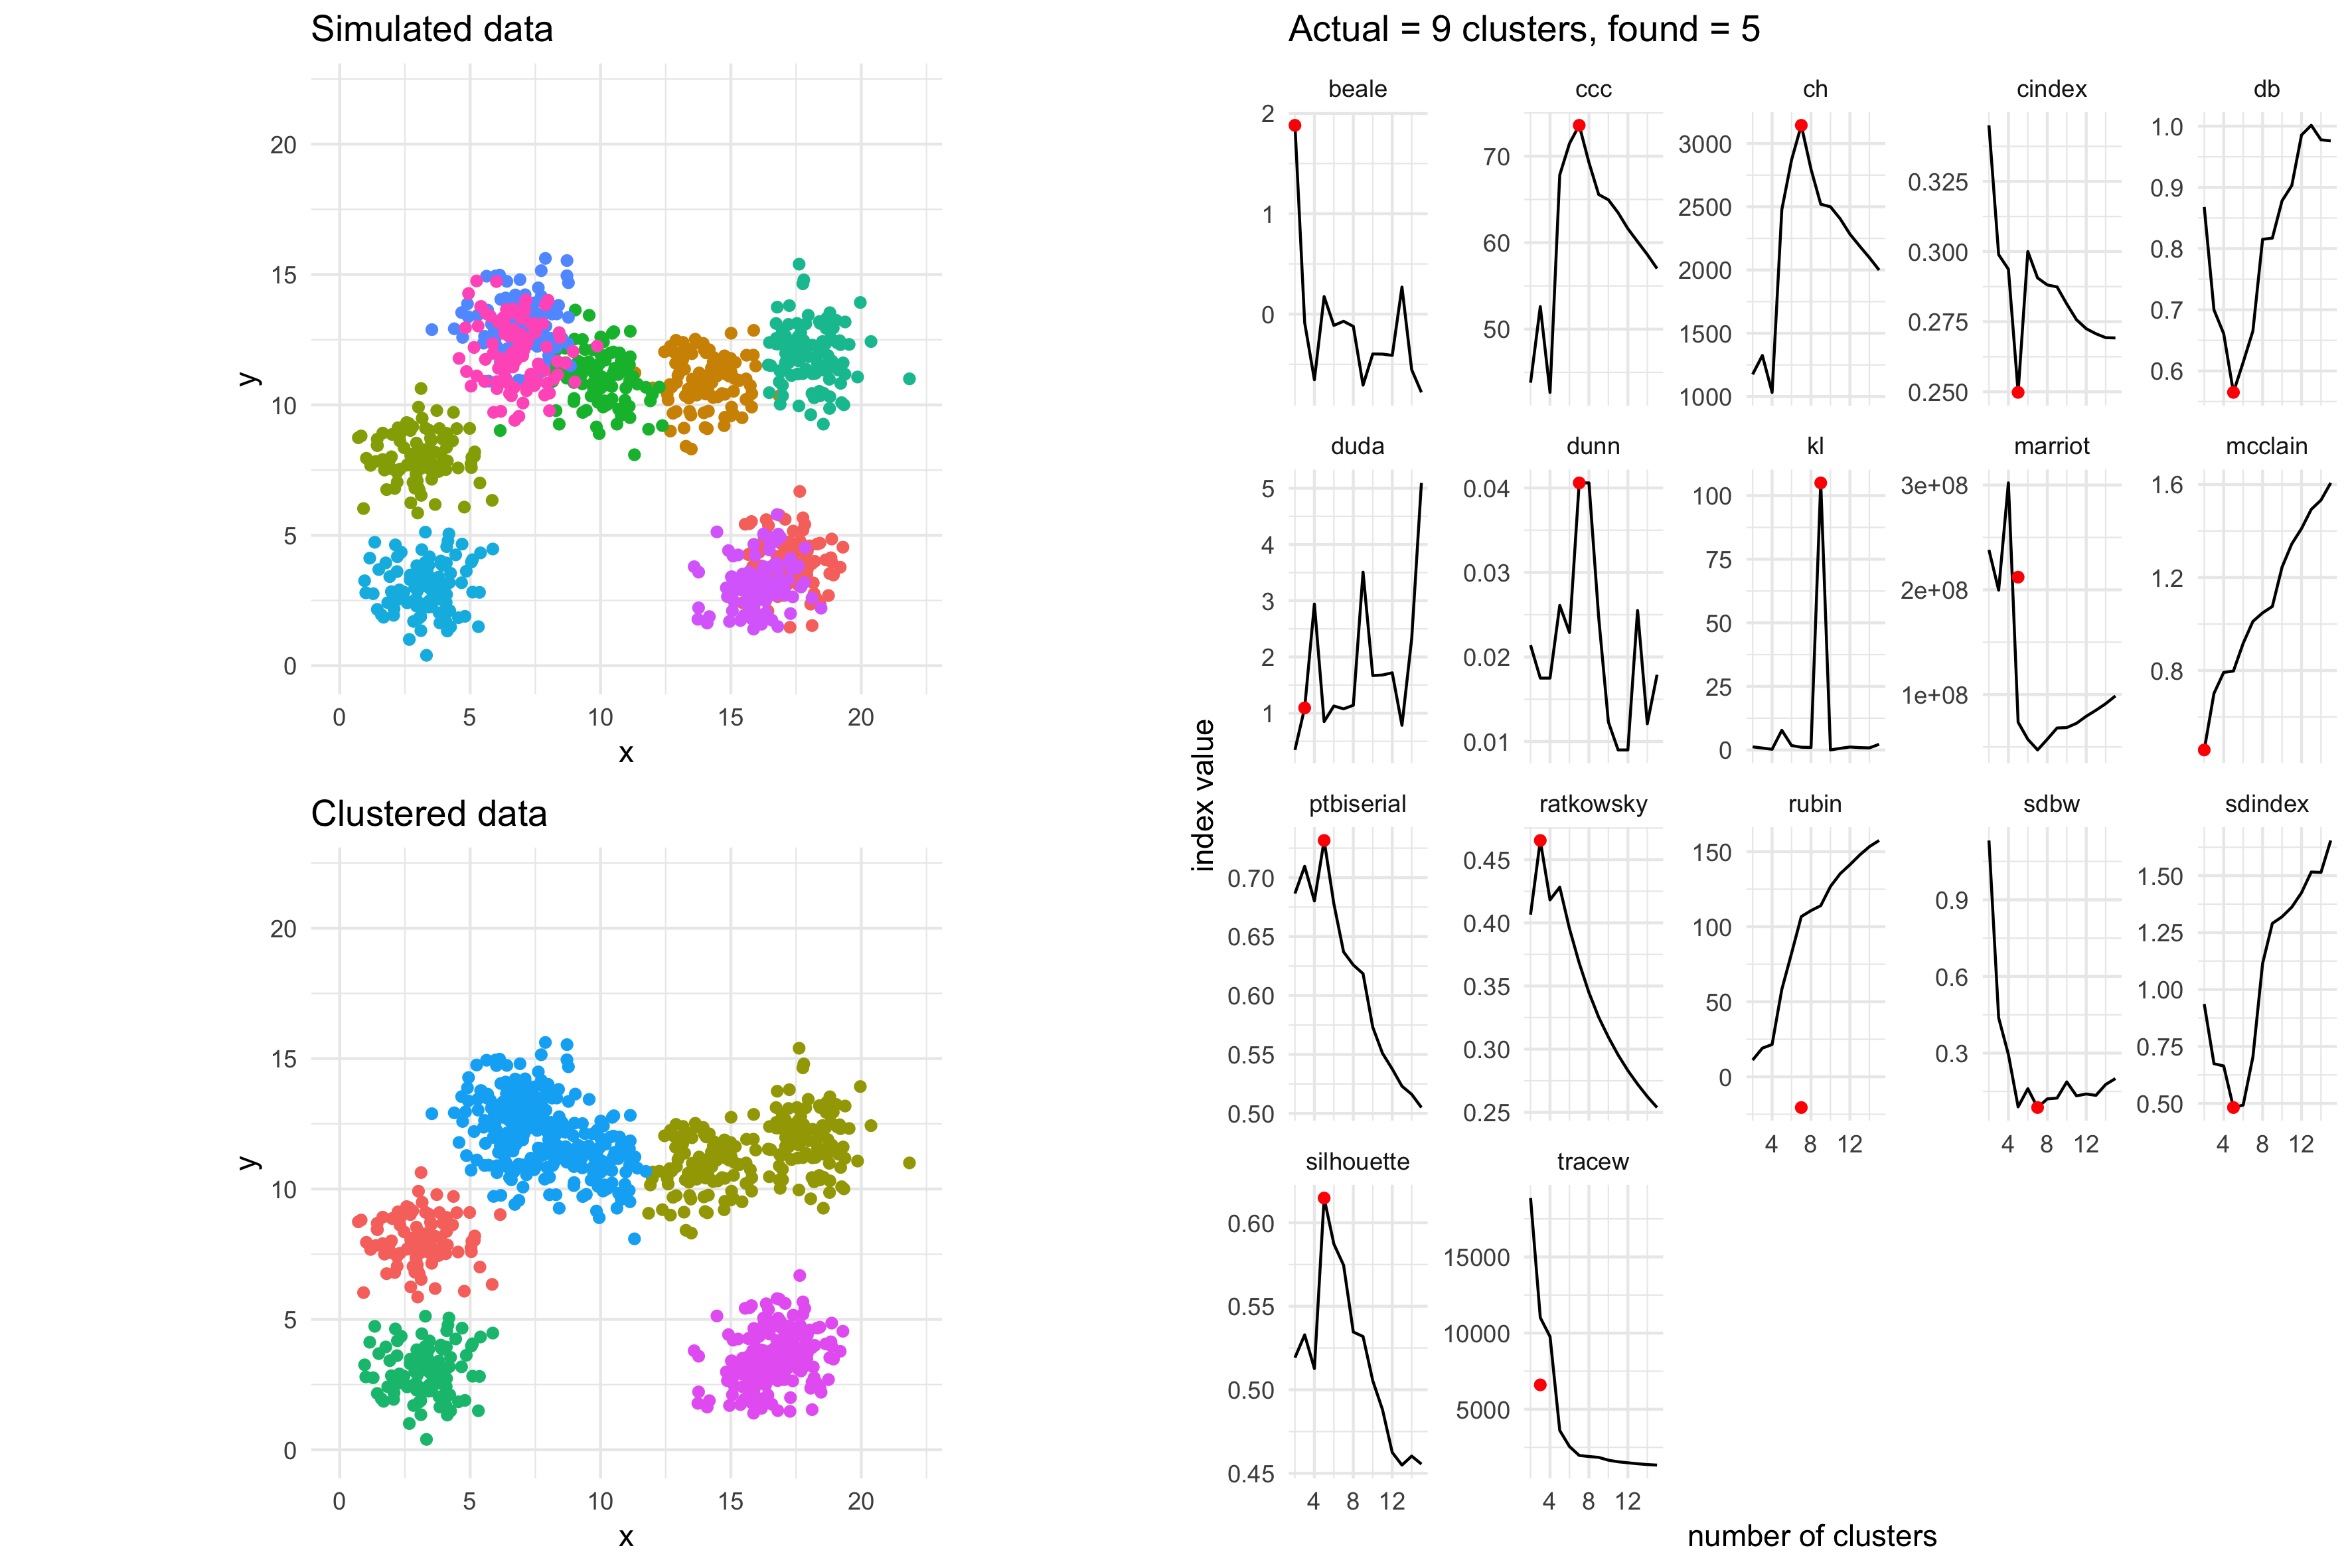 Simulated data
20
15
10
5
0
y
0 5 10 15 20
x
Clustered data
20
15
10
5
0
y
0 5 10 15 20
x
Actual = 9 clusters, found = 5
index value
beale
2
1
0
ccc
70
60
50
ch
3000
2500
2000
1500
1000
cindex
0.325
0.300
0.275
0.250
db
1.0
0.9
0.8
0.7
0.6
duda
5
4
3
2
1
dunn
0.04
0.03
0.02
0.01
kl
100
75
50
25
0
marriot
3e+08
2e+08
1e+08
mcclain
1.6
1.2
0.8
ptbiserial
0.70
0.65
0.60
0.55
0.50
ratkowsky
0.45
0.40
0.35
0.30
0.25
rubin
150
100
50
0
4 8 12
sdbw
0.9
0.6
0.3
4 8 12
sdindex
1.50
1.25
1.00
0.75
0.50
4 8 12
silhouette
0.60
0.55
0.50
0.45
4 8 12
tracew
15000
10000
5000
4 8 12
number of clusters